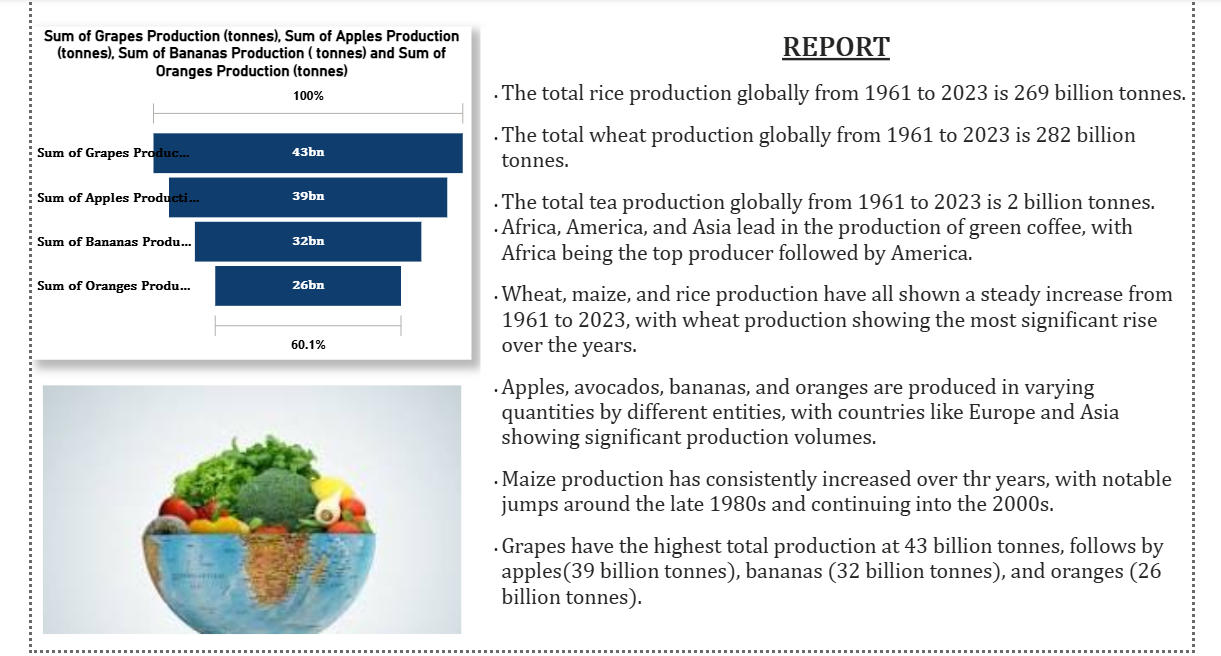 Sum of Grapes Production (tonnes), Sum of Apples Production
(tonnes), Sum of Bananas Production ( tonnes) and Sum of
Oranges Production (tonnes)
100%
Sum of Grapes Produc... 43bn
Sum of Apples Producti... 39bn
Sum of Bananas Produ... 32bn
Sum of Oranges Produ... 26bn
60.1%
REPORT
. The total rice production globally from 1961 to 2023 is 269 billion tonnes.
. The total wheat production globally from 1961 to 2023 is 282 billion
tonnes.
. The total tea production globally from 1961 to 2023 is 2 billion tonnes.
. Africa, America, and Asia lead in the production of green coffee, with
Africa being the top producer followed by America.
. Wheat, maize, and rice production have all shown a steady increase from
1961 to 2023, with wheat production showing the most significant rise
over the years.
. Apples, avocados, bananas, and oranges are produced in varying
quantities by different entities, with countries like Europe and Asia
showing significant production volumes.
. Maize production has consistently increased over thr years, with notable
jumps around the late 1980s and continuing into the 2000s.
. Grapes have the highest total production at 43 billion tonnes, follows by
apples(39 billion tonnes), bananas (32 billion tonnes), and oranges (26
billion tonnes).